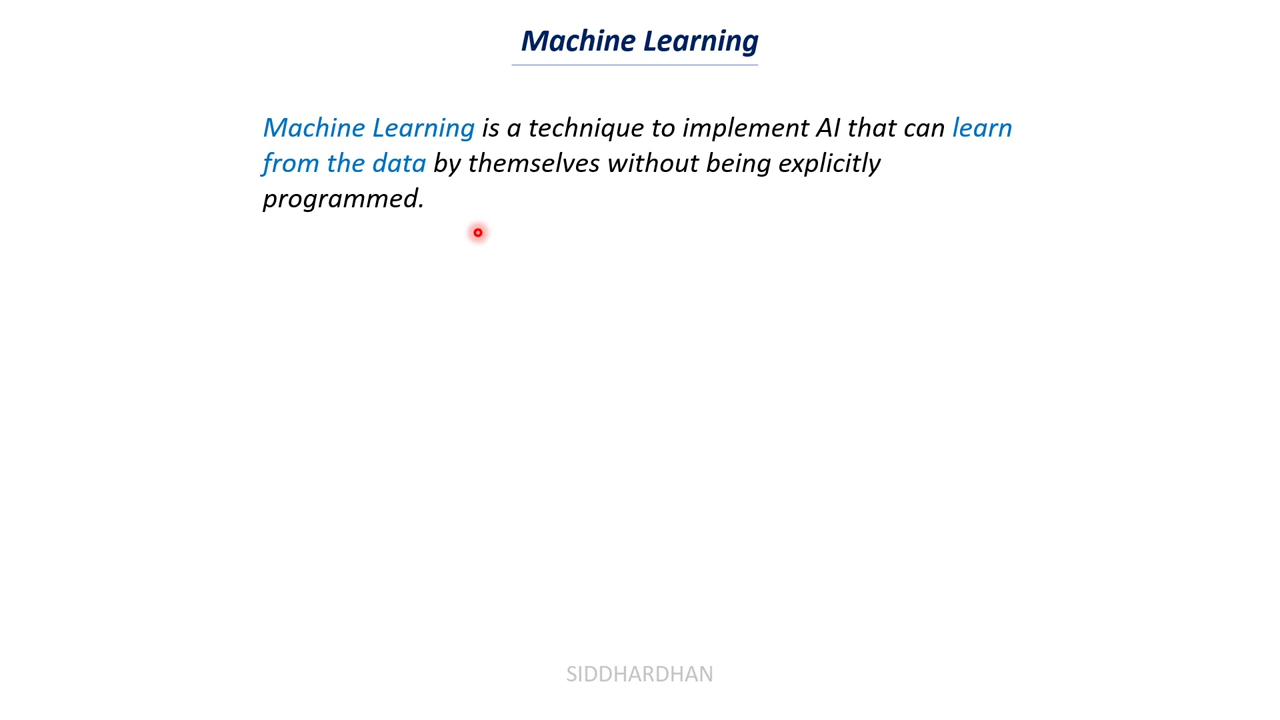 Machine Learning
Machine Learning is a technique to implement AI that can learn
from the data by themselves without being explicitly
programmed.
SIDDHARDHAN